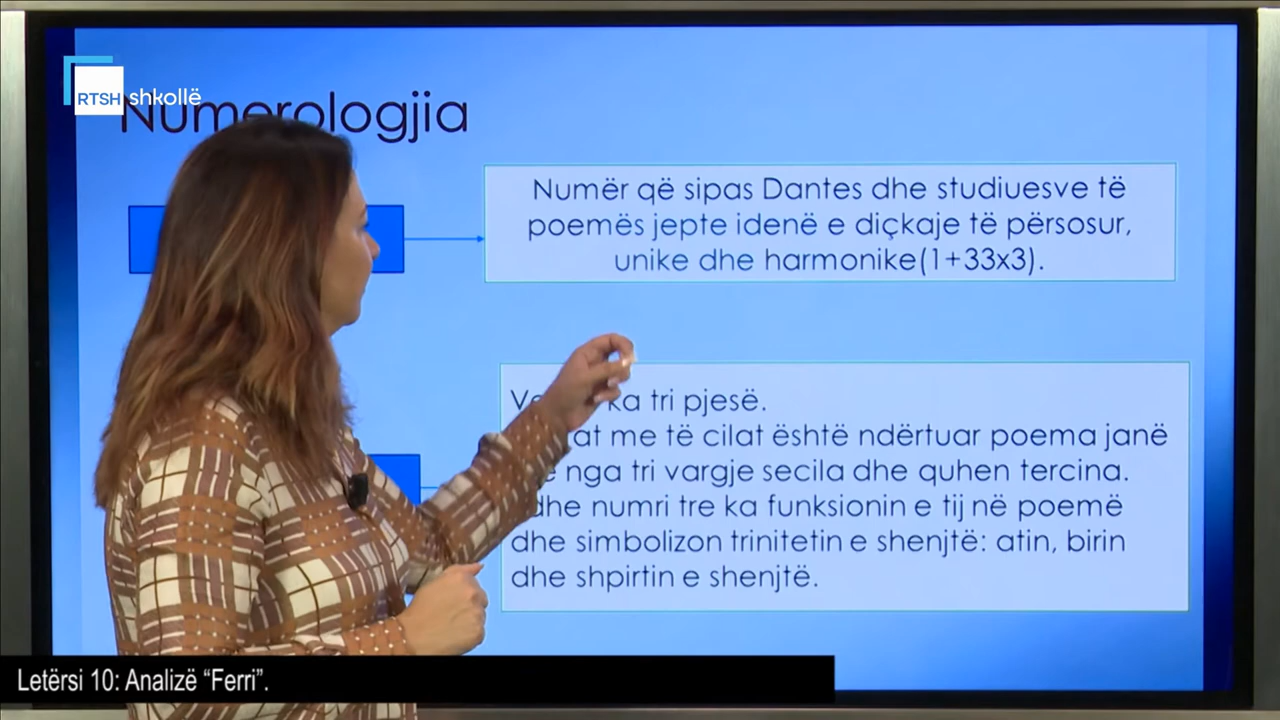 RTSH shkollë
Numerologjia
Numër që sipas Dantes dhe studiuesve të
poemës jepte idenë e diçkaje të përsosur,
unike dhe harmonike(1+33x3).
ka tri pjesë.
me të cilat është ndërtuar poema janë
nga tri vargje secila dhe quhen tercina.
numri tre ka funksionin e tij në poemë
dhe simbolizon trinitetin e shenjtë: atin, birin
dhe shpirtin e shenjtë.
Letërsi 10: Analizë “Ferri”.